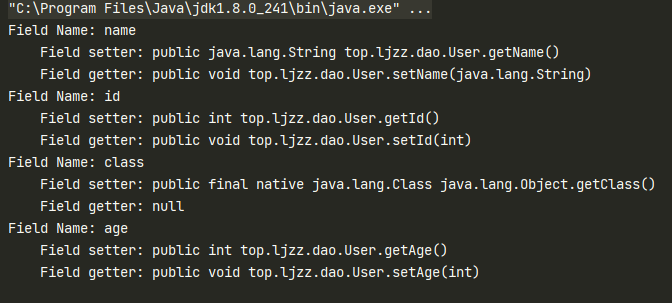 "C:\Program Files\Java\jdk1.8.0_241\bin\java.exe" ...
Field Name: name
    Field setter: public java.lang.String top.ljzz.dao.User.getName()
    Field getter: public void top.ljzz.dao.User.setName(java.lang.String)
Field Name: id
    Field setter: public int top.ljzz.dao.User.getId()
    Field getter: public void top.ljzz.dao.User.setId(int)
Field Name: class
    Field setter: public final native java.lang.Class java.lang.Object.getClass()
    Field getter: null
Field Name: age
    Field setter: public int top.ljzz.dao.User.getAge()
    Field getter: public void top.ljzz.dao.User.setAge(int)